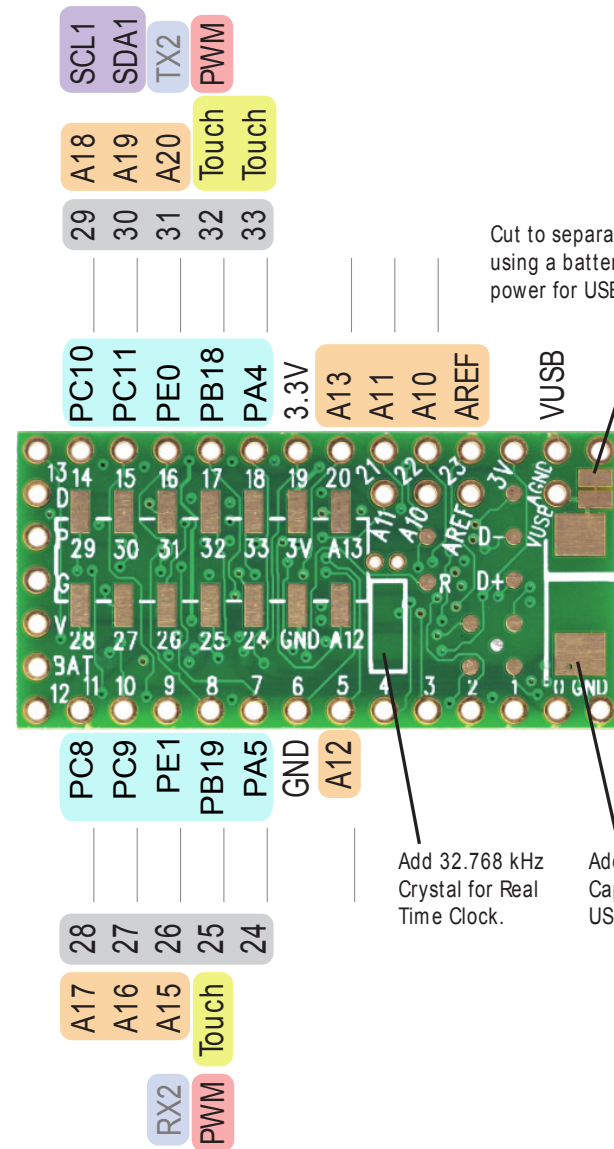 SCL1 SDA1 TX2 PWM
A18 A19 A20 Touch Touch
29 30 31 32 33
Cut to separa
using a batter
power for USB
PC10 PC11 PE0 PB18 PA4 3.3V A13 A11 A10 AREF VUSB
13 14 15 16 17 18 19 20 21 22 23 3V AGND
D
P
G
V
BAT
29 30 31 32 33 3V A13 A11 A10 AREF D- VUSB
R D+
28 27 26 25 24 GND A12
12 11 10 9 8 7 6 5 4 3 2 1 0 GND
PC8 PC9 PE1 PB19 PA5 GND A12
Add 32.768 kHz
Crystal for Real
Time Clock.
Add
Cap
US
28 27 26 25 24
A17 A16 A15 Touch
RX2 PWM